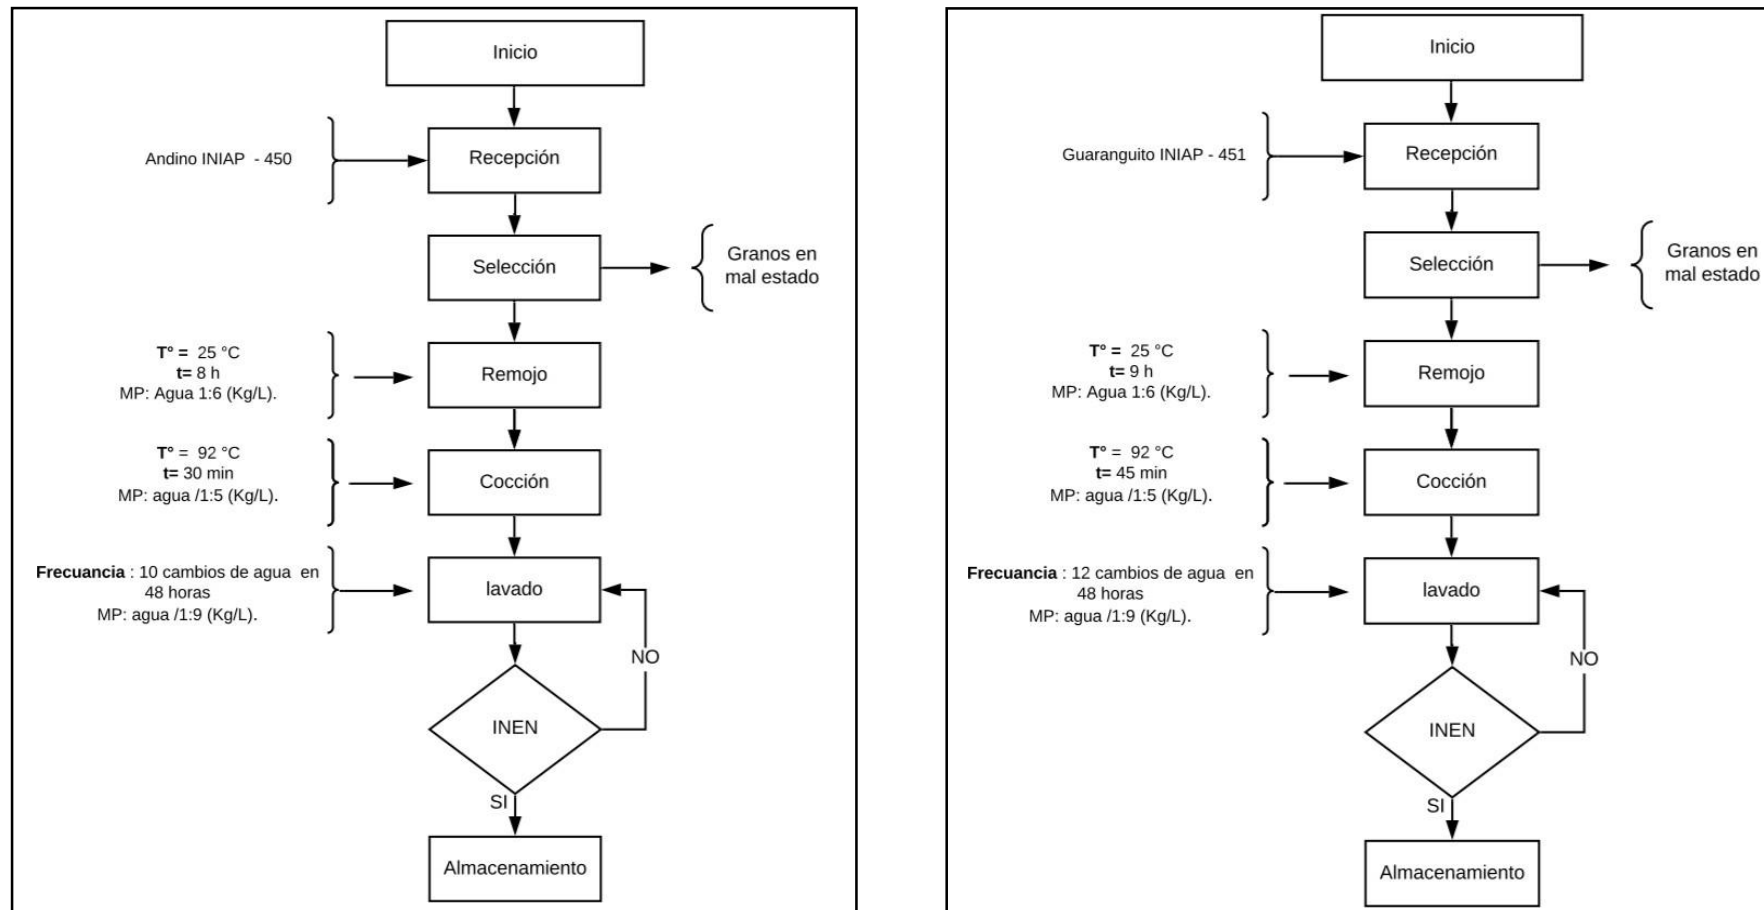 Inicio
Andino INIAP - 450
Recepción
Selección
Granos en
mal estado
T° = 25 °C
t= 8 h
MP: Agua 1:6 (Kg/L).
Remojo
T° = 92 °C
t= 30 min
MP: agua /1:5 (Kg/L).
Cocción
Frecuancia : 10 cambios de agua en
48 horas
MP: agua /1:9 (Kg/L).
lavado
NO
INEN
SI
Almacenamiento
Inicio
Guaranguito INIAP - 451
Recepción
Selección
Granos en
mal estado
T° = 25 °C
t= 9 h
MP: Agua 1:6 (Kg/L).
Remojo
T° = 92 °C
t= 45 min
MP: agua /1:5 (Kg/L).
Cocción
Frecuancia : 12 cambios de agua en
48 horas
MP: agua /1:9 (Kg/L).
lavado
NO
INEN
SI
Almacenamiento